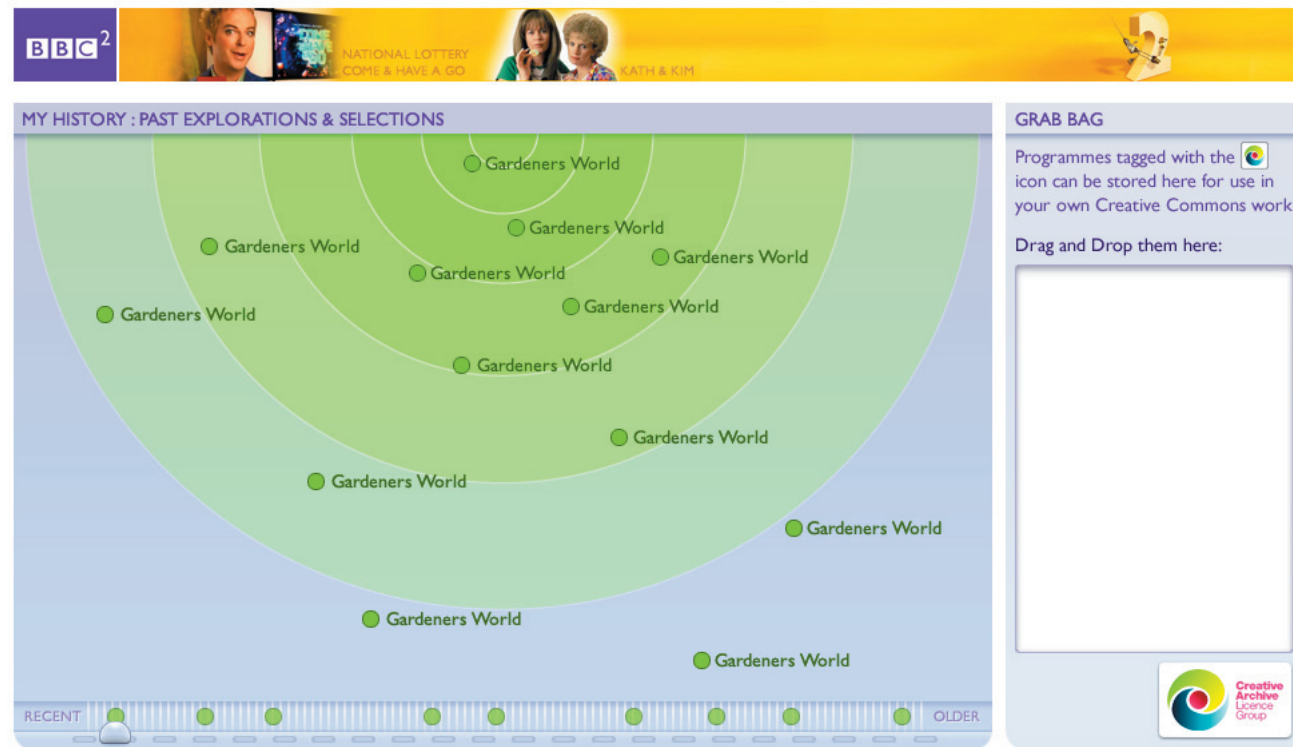 BBC2
NATIONAL LOTTERY
COME & HAVE A GO
KATH & KIM
2
MY HISTORY : PAST EXPLORATIONS & SELECTIONS
Gardeners World
Gardeners World
Gardeners World
Gardeners World
Gardeners World
Gardeners World
Gardeners World
Gardeners World
Gardeners World
Gardeners World
Gardeners World
Gardeners World
Gardeners World
RECENT
OLDER
GRAB BAG
Programmes tagged with the
icon can be stored here for use in
your own Creative Commons work
Drag and Drop them here:
Creative
Archive
Licence
Group